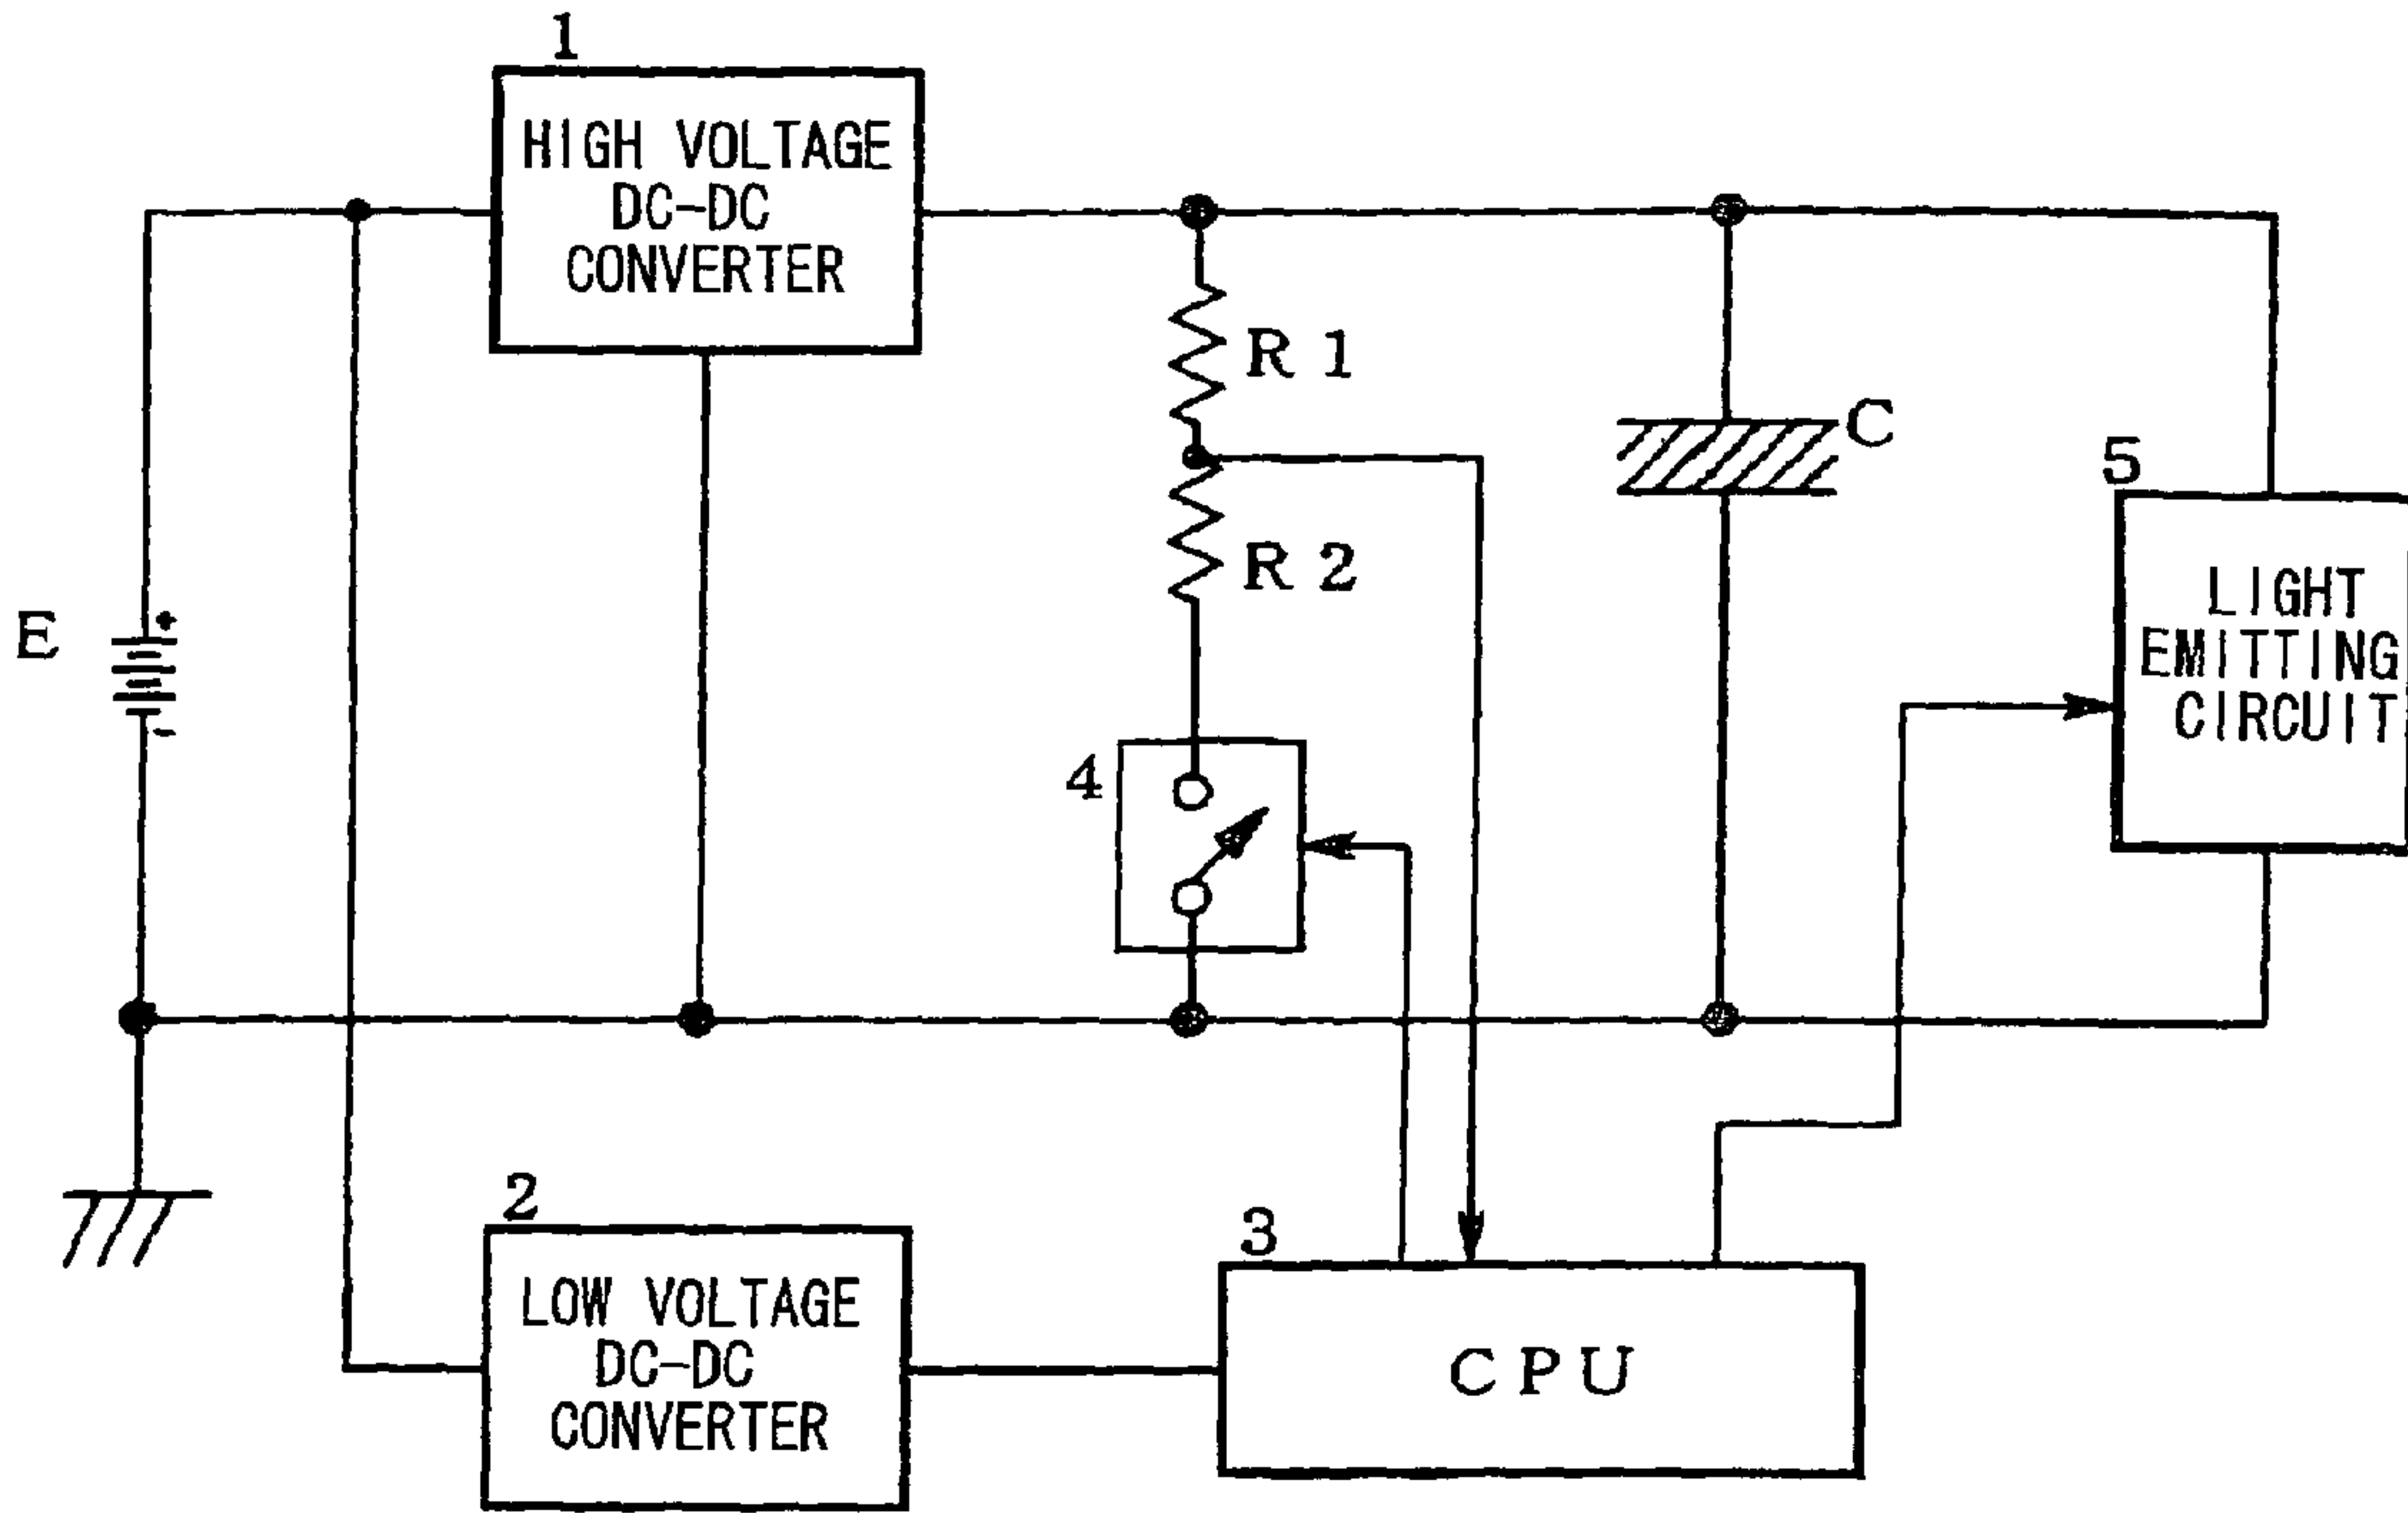 1
HIGH VOLTAGE
DC-DC
CONVERTER
R 1
C
5
R 2
LIGHT
EMITTING
CIRCUIT
E
+
-
4
2
3
LOW VOLTAGE
DC-DC
CONVERTER
CPU